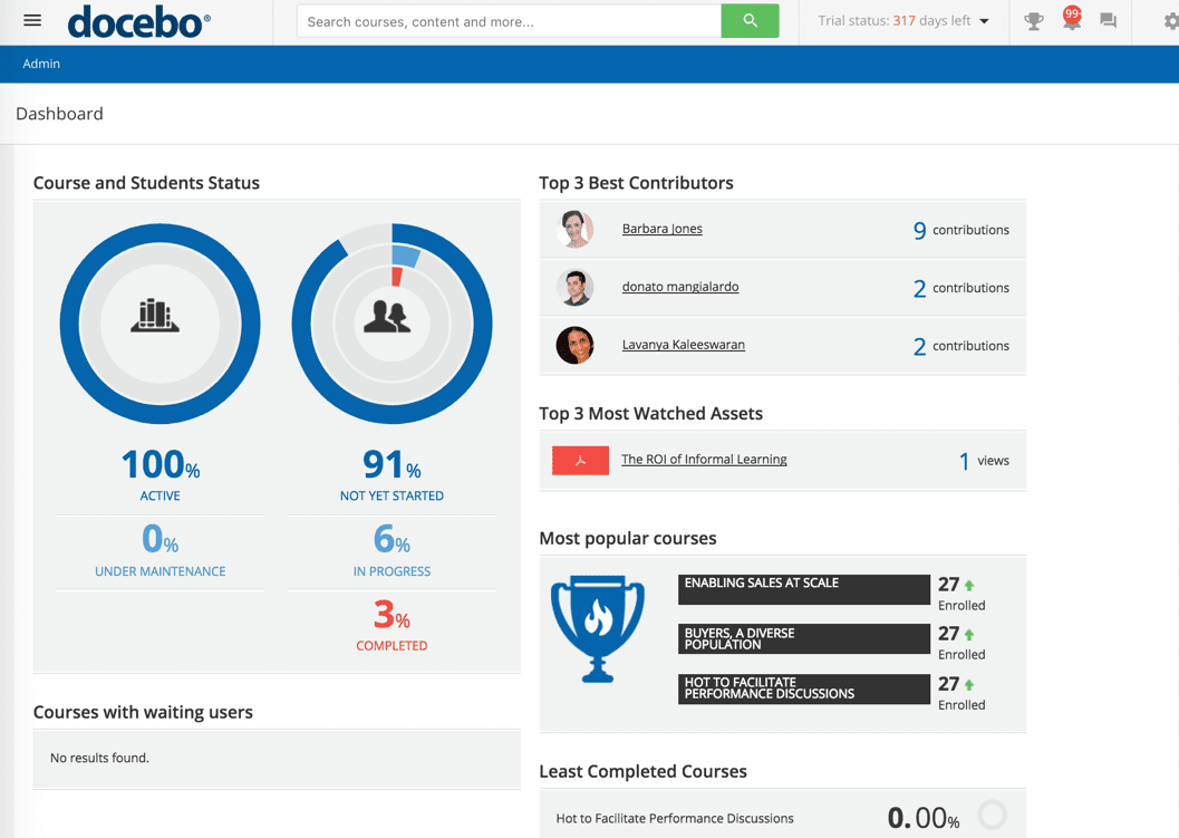 docebo®
Search courses, content and more...
Trial status: 317 days left
99
Admin
Dashboard
Course and Students Status
100%
ACTIVE
0%
UNDER MAINTENANCE
91%
NOT YET STARTED
6%
IN PROGRESS
3%
COMPLETED
Courses with waiting users
No results found.
Top 3 Best Contributors
Barbara Jones 9 contributions
donato mangialardo 2 contributions
Lavanya Kaleeswaran 2 contributions
Top 3 Most Watched Assets
The ROI of Informal Learning 1 views
Most popular courses
ENABLING SALES AT SCALE
27
Enrolled
BUYERS, A DIVERSE
POPULATION
27
Enrolled
HOT TO FACILITATE
PERFORMANCE DISCUSSIONS
27
Enrolled
Least Completed Courses
Hot to Facilitate Performance Discussions 0.00%